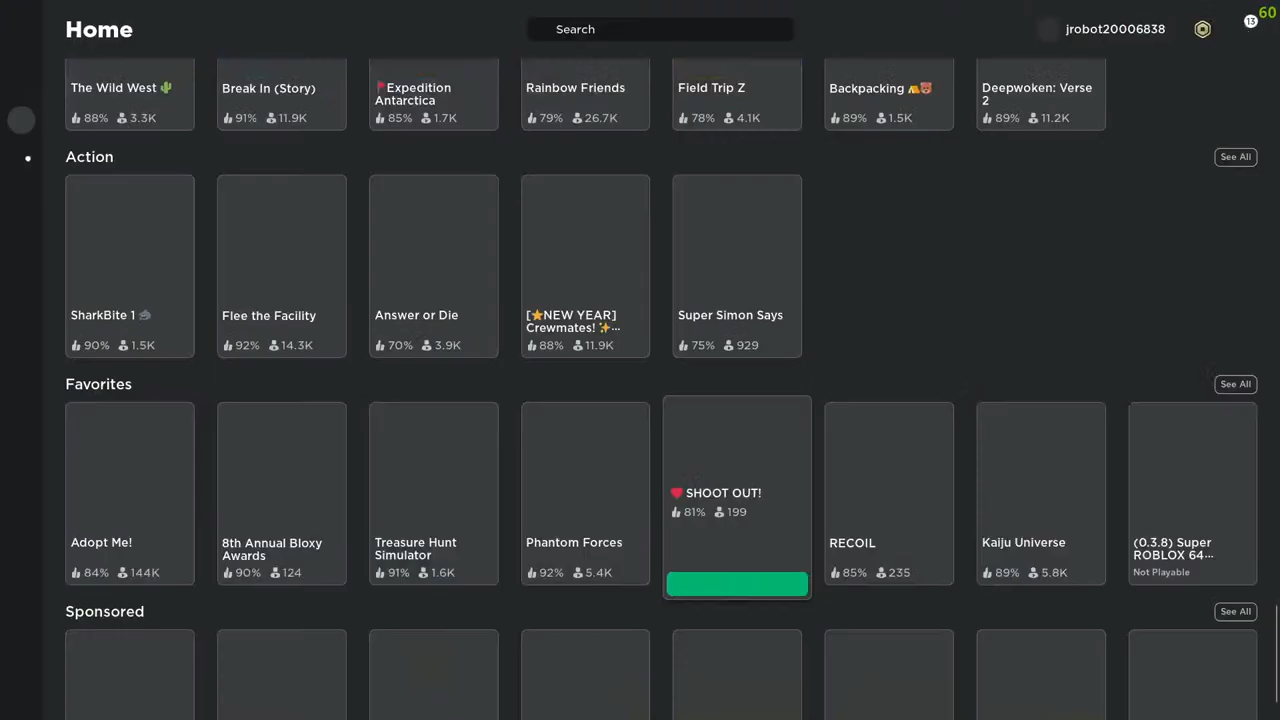 60
Home
Search
jrobot20006838
13
The Wild West 🌵
Break In (Story)
🚩Expedition
Antarctica
Rainbow Friends
Field Trip Z
Backpacking ⛺🐻
Deepwoken: Verse
2
88% 3.3K
91% 11.9K
85% 1.7K
79% 26.7K
78% 4.1K
89% 1.5K
89% 11.2K
Action
See All
SharkBite 1 🦈
Flee the Facility
Answer or Die
[⭐NEW YEAR]
Crewmates! ✨...
Super Simon Says
90% 1.5K
92% 14.3K
70% 3.9K
88% 11.9K
75% 929
Favorites
See All
Adopt Me!
8th Annual Bloxy
Awards
Treasure Hunt
Simulator
Phantom Forces
❤️ SHOOT OUT!
81% 199
RECOIL
Kaiju Universe
(0.3.8) Super
ROBLOX 64...
84% 144K
90% 124
91% 1.6K
92% 5.4K
85% 235
89% 5.8K
Not Playable
Sponsored
See All